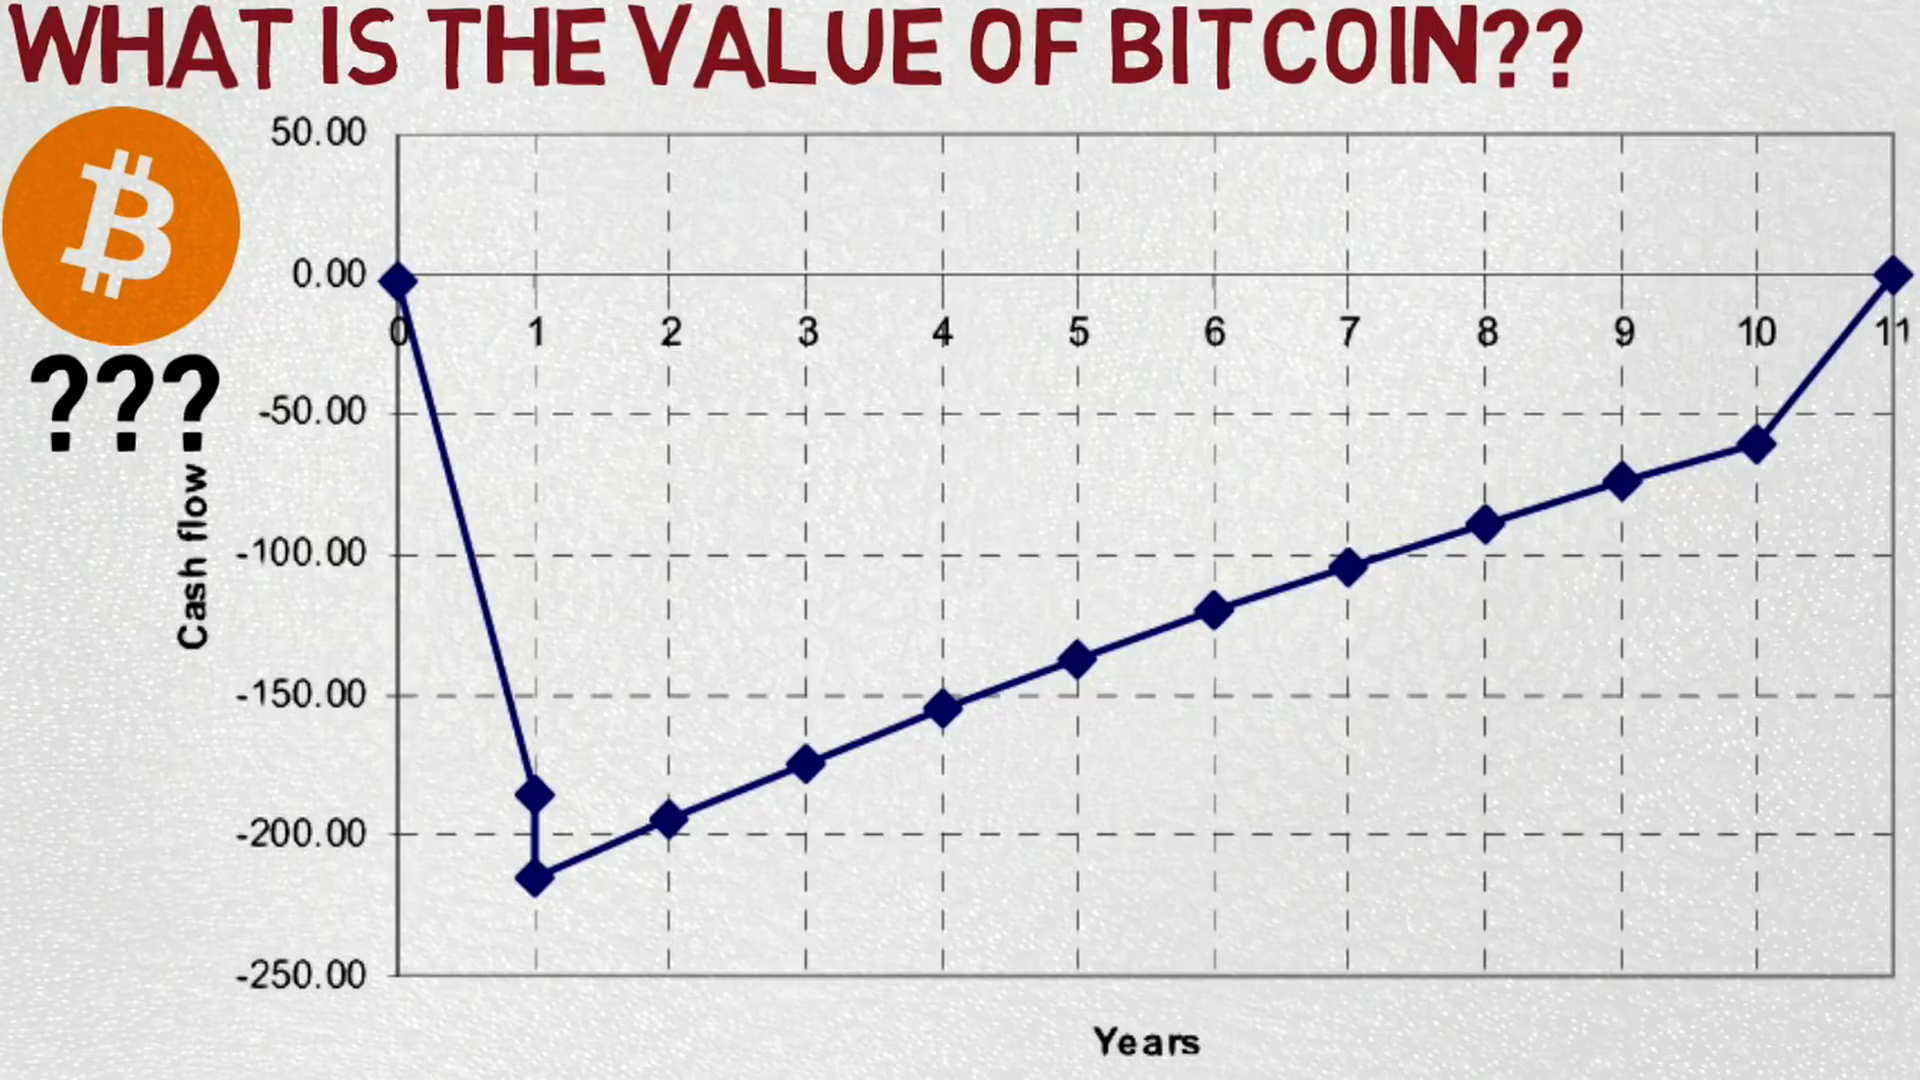 WHAT IS THE VALUE OF BITCOIN??
???
50.00
0.00
-50.00
-100.00
-150.00
-200.00
-250.00
Cash flow
0 1 2 3 4 5 6 7 8 9 10 11
Years